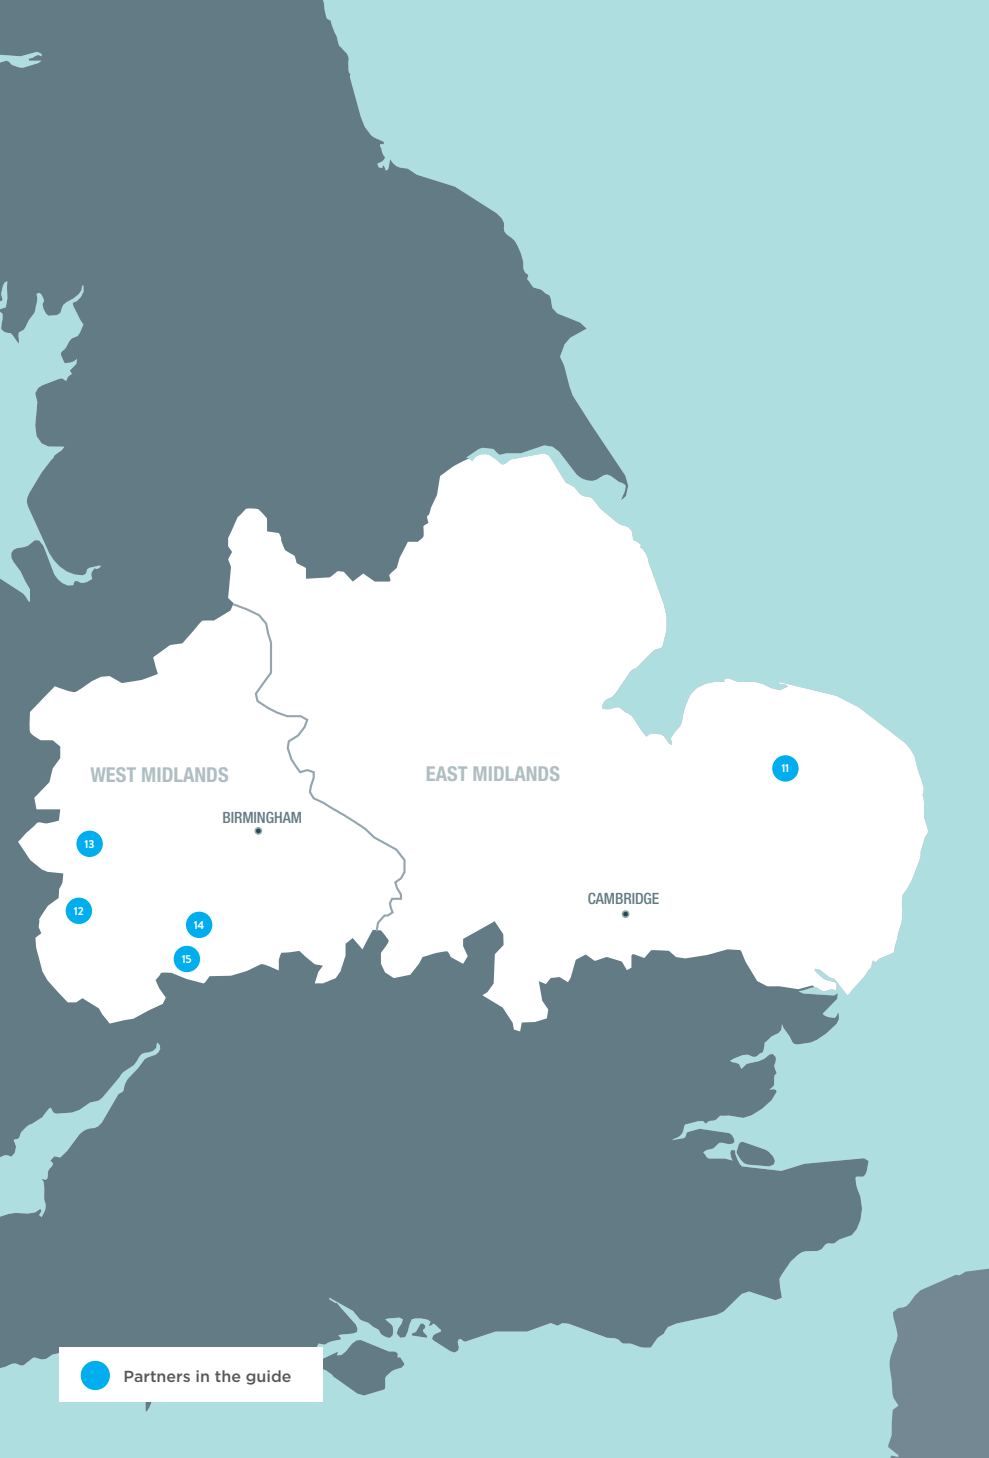 WEST MIDLANDS
EAST MIDLANDS
11
BIRMINGHAM
13
CAMBRIDGE
12
14
15
Partners in the guide